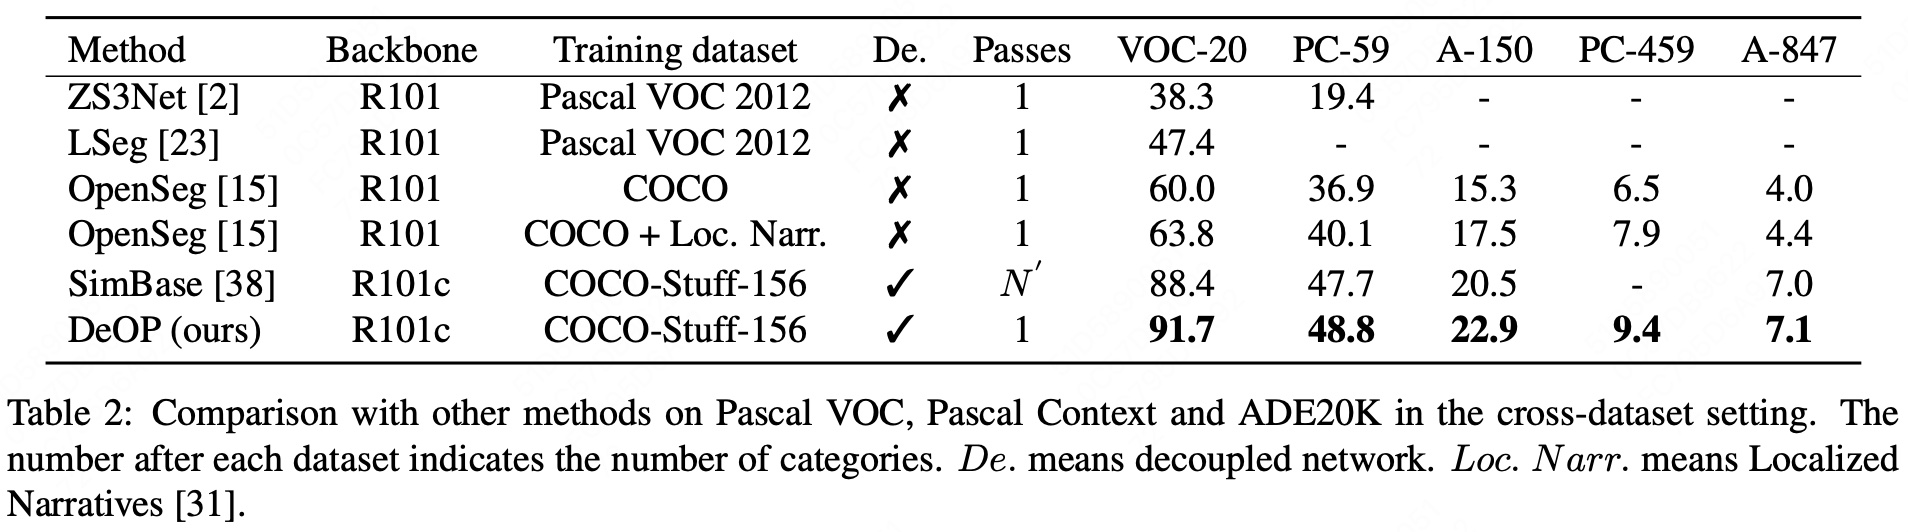 Method Backbone Training dataset De. Passes VOC-20 PC-59 A-150 PC-459 A-847
ZS3Net [2] R101 Pascal VOC 2012 ✗ 1 38.3 19.4 - - -
LSeg [23] R101 Pascal VOC 2012 ✗ 1 47.4 - - - -
OpenSeg [15] R101 COCO ✗ 1 60.0 36.9 15.3 6.5 4.0
OpenSeg [15] R101 COCO + Loc. Narr. ✗ 1 63.8 40.1 17.5 7.9 4.4
SimBase [38] R101c COCO-Stuff-156 ✓ N′ 88.4 47.7 20.5 - 7.0
DeOP (ours) R101c COCO-Stuff-156 ✓ 1 91.7 48.8 22.9 9.4 7.1
Table 2: Comparison with other methods on Pascal VOC, Pascal Context and ADE20K in the cross-dataset setting. The
number after each dataset indicates the number of categories. De. means decoupled network. Loc. Narr. means Localized
Narratives [31].